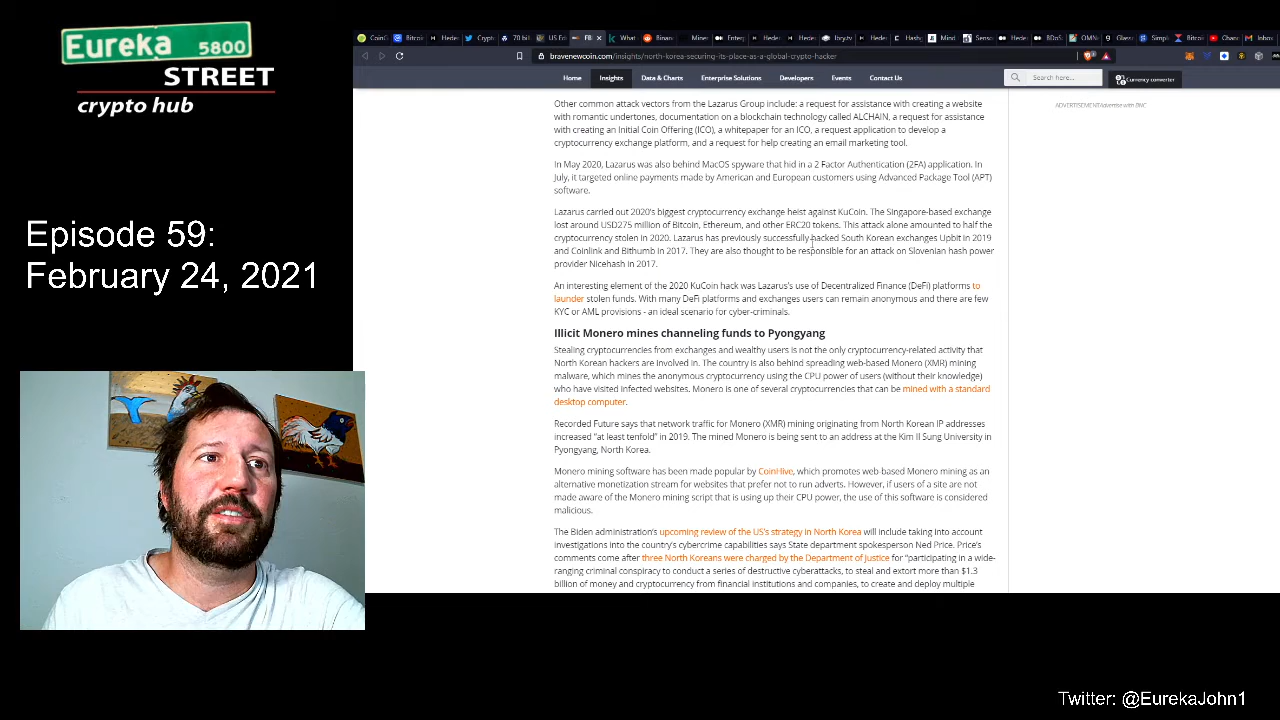 Eureka 5800
STREET
crypto hub
Episode 59:
February 24, 2021
bravenewcoin.com/insights/north-korea-securing-its-place-as-a-global-crypto-hacker
Home Insights Data & Charts Enterprise Solutions Developers Events Contact Us
Search here...
Currency converter
ADVERTISEMENT Advertise with BNC
Other common attack vectors from the Lazarus Group include: a request for assistance with creating a website
with romantic undertones, documentation on a blockchain technology called ALCHAIN, a request for assistance
with creating an Initial Coin Offering (ICO), a whitepaper for an ICO, a request application to develop a
cryptocurrency exchange platform, and a request for help creating an email marketing tool.
In May 2020, Lazarus was also behind MacOS spyware that hid in a 2 Factor Authentication (2FA) application. In
July, it targeted online payments made by American and European customers using Advanced Package Tool (APT)
software.
Lazarus carried out 2020's biggest cryptocurrency exchange heist against KuCoin. The Singapore-based exchange
lost around USD275 million of Bitcoin, Ethereum, and other ERC20 tokens. This attack alone amounted to half the
cryptocurrency stolen in 2020. Lazarus has previously successfully hacked South Korean exchanges Upbit in 2019
and Coinlink and Bithumb in 2017. They are also thought to be responsible for an attack on Slovenian hash power
provider Nicehash in 2017.
An interesting element of the 2020 KuCoin hack was Lazarus's use of Decentralized Finance (DeFi) platforms to
launder stolen funds. With many DeFi platforms and exchanges users can remain anonymous and there are few
KYC or AML provisions - an ideal scenario for cyber-criminals.
Illicit Monero mines channeling funds to Pyongyang
Stealing cryptocurrencies from exchanges and wealthy users is not the only cryptocurrency-related activity that
North Korean hackers are involved in. The country is also behind spreading web-based Monero (XMR) mining
malware, which mines the anonymous cryptocurrency using the CPU power of users (without their knowledge)
who have visited infected websites. Monero is one of several cryptocurrencies that can be mined with a standard
desktop computer.
Recorded Future says that network traffic for Monero (XMR) mining originating from North Korean IP addresses
increased "at least tenfold" in 2019. The mined Monero is being sent to an address at the Kim Il Sung University in
Pyongyang, North Korea.
Monero mining software has been made popular by CoinHive, which promotes web-based Monero mining as an
alternative monetization stream for websites that prefer not to run adverts. However, if users of a site are not
made aware of the Monero mining script that is using up their CPU power, the use of this software is considered
malicious.
The Biden administration's upcoming review of the US's strategy in North Korea will include taking into account
investigations into the country's cybercrime capabilities says State department spokesperson Ned Price. Price's
comments come after three North Koreans were charged by the Department of Justice for "participating in a wide-
ranging criminal conspiracy to conduct a series of destructive cyberattacks, to steal and extort more than $1.3
billion of money and cryptocurrency from financial institutions and companies, to create and deploy multiple
Twitter: @EurekaJohn1